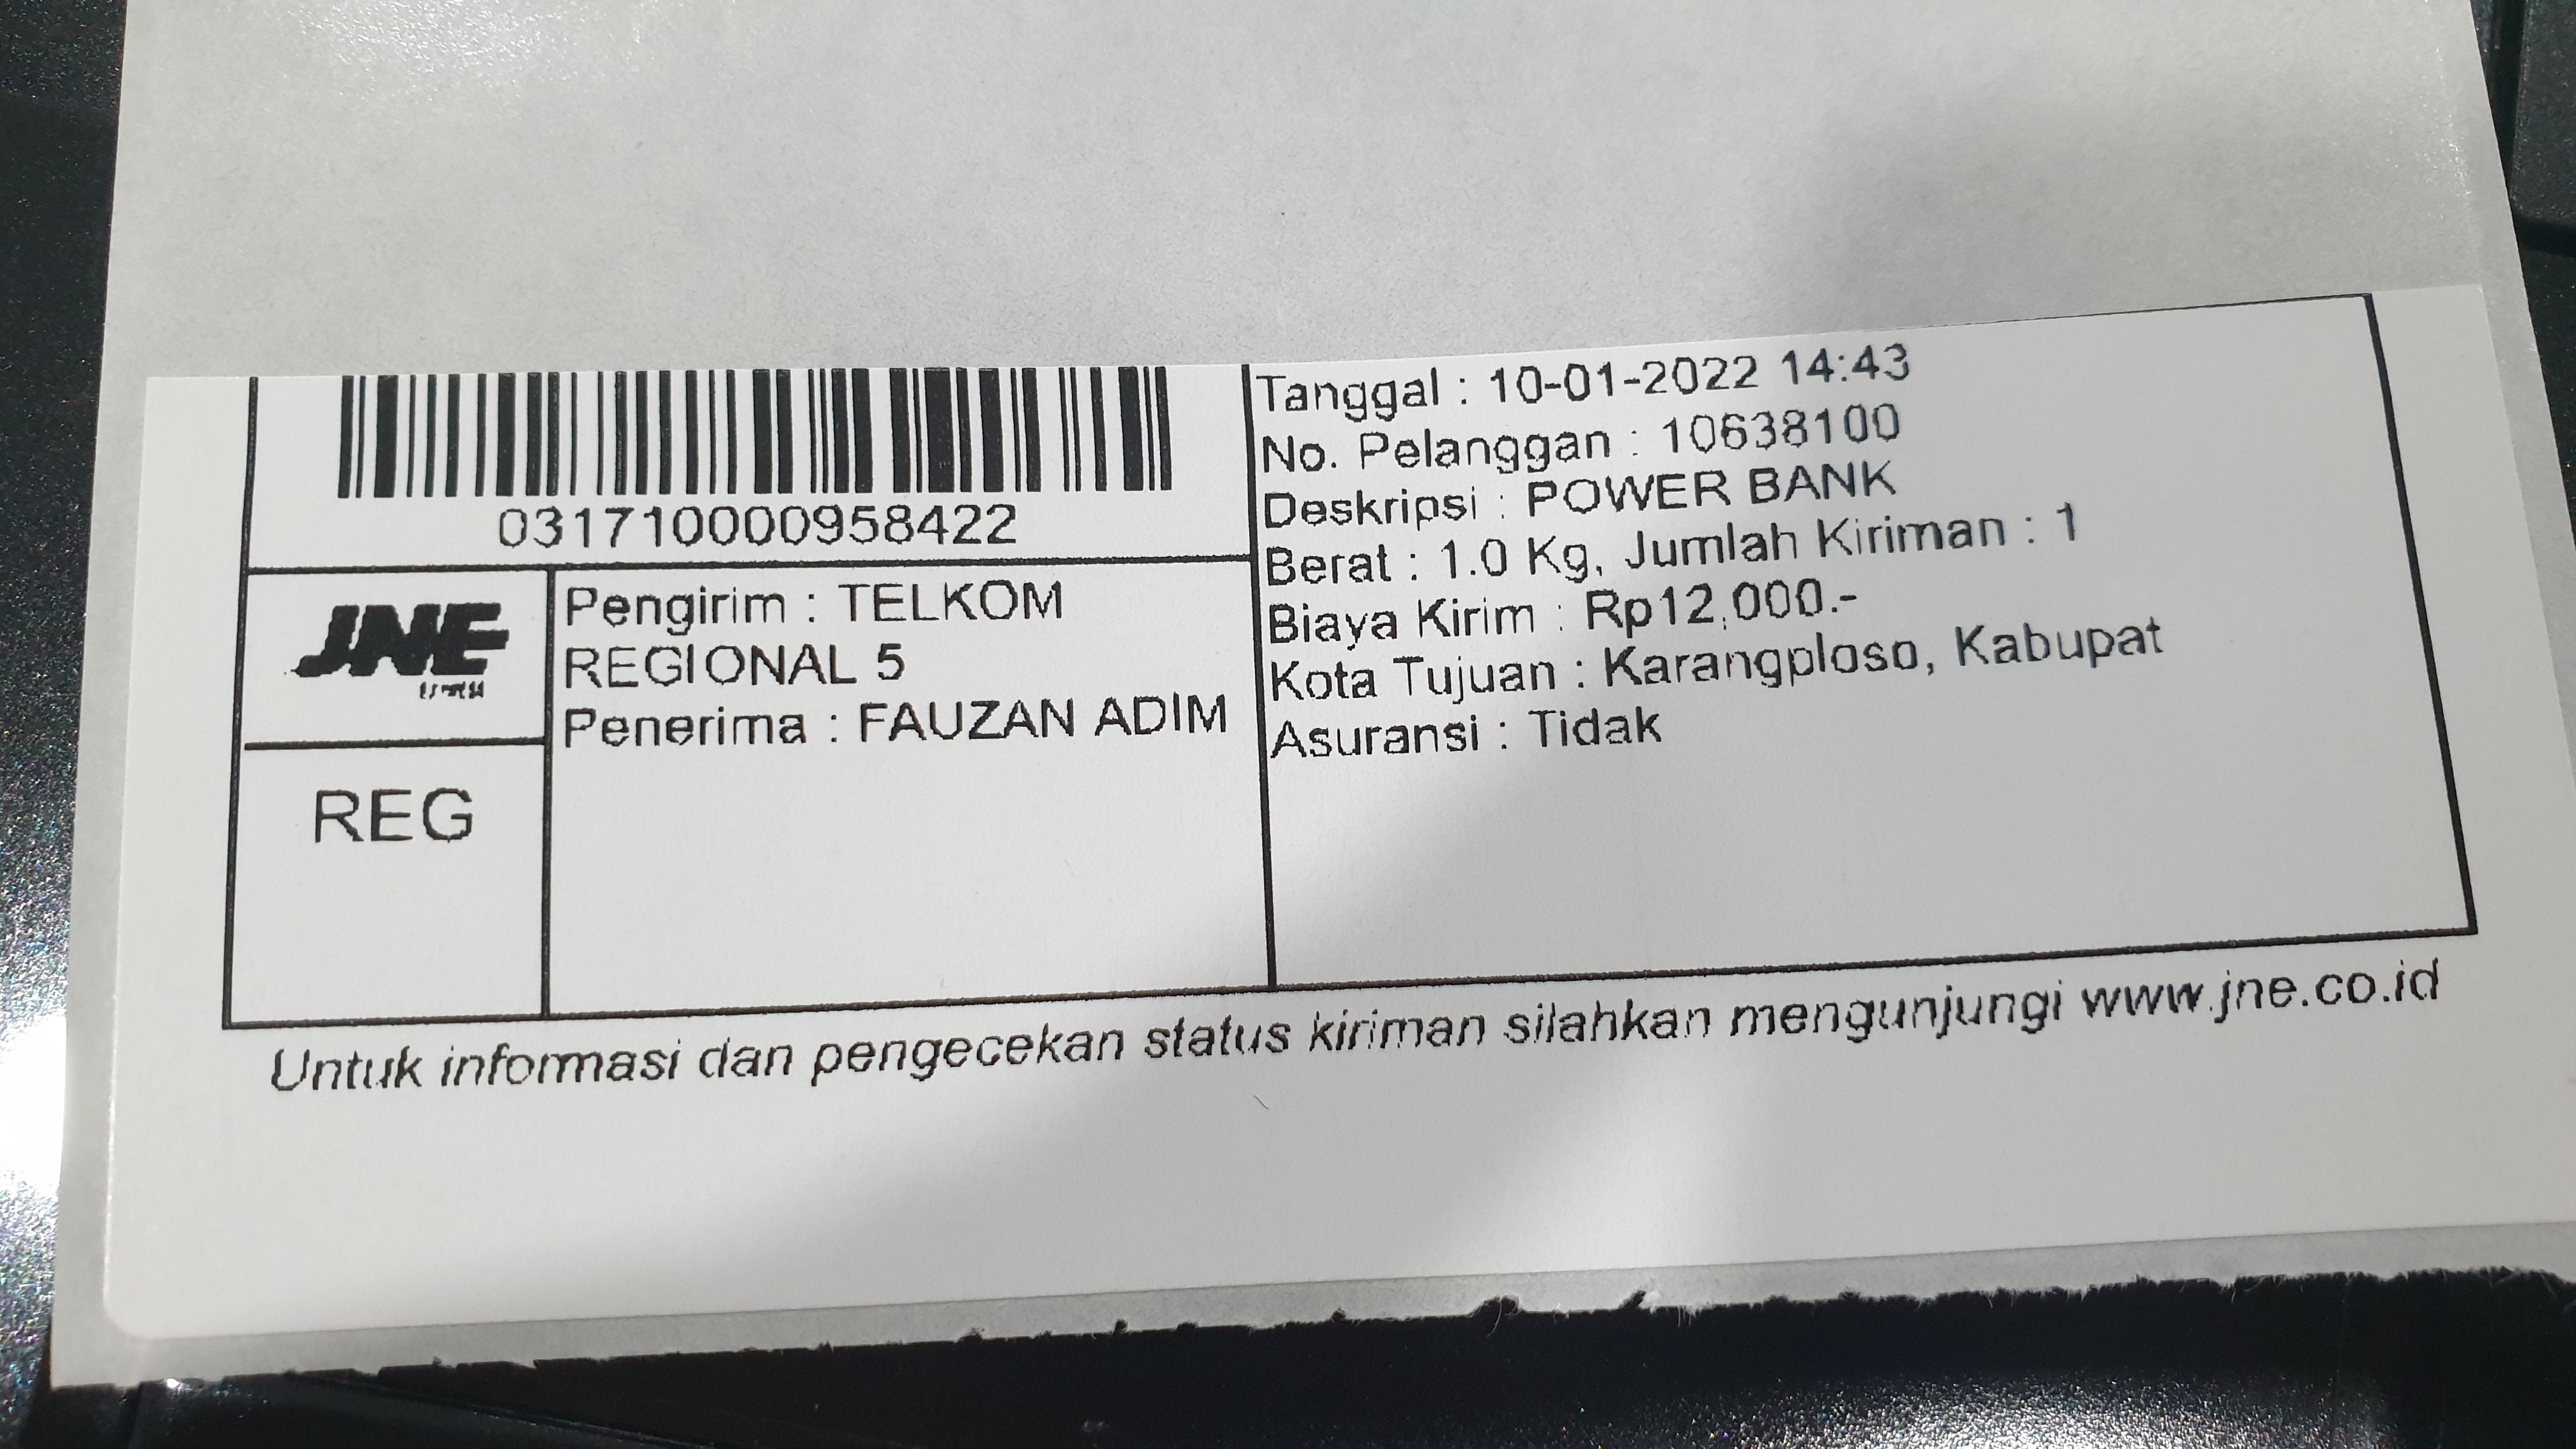 031710000958422
JNE
REG
Pengirim : TELKOM
REGIONAL 5
Penerima : FAUZAN ADIM
Tanggal : 10-01-2022 14:43
No. Pelanggan : 10638100
Deskripsi : POWER BANK
Berat : 1.0 Kg, Jumlah Kiriman : 1
Biaya Kirim : Rp12,000.-
Kota Tujuan : Karangploso, Kabupat
Asuransi : Tidak
Untuk informasi dan pengecekan status kiriman silahkan mengunjungi www.jne.co.id